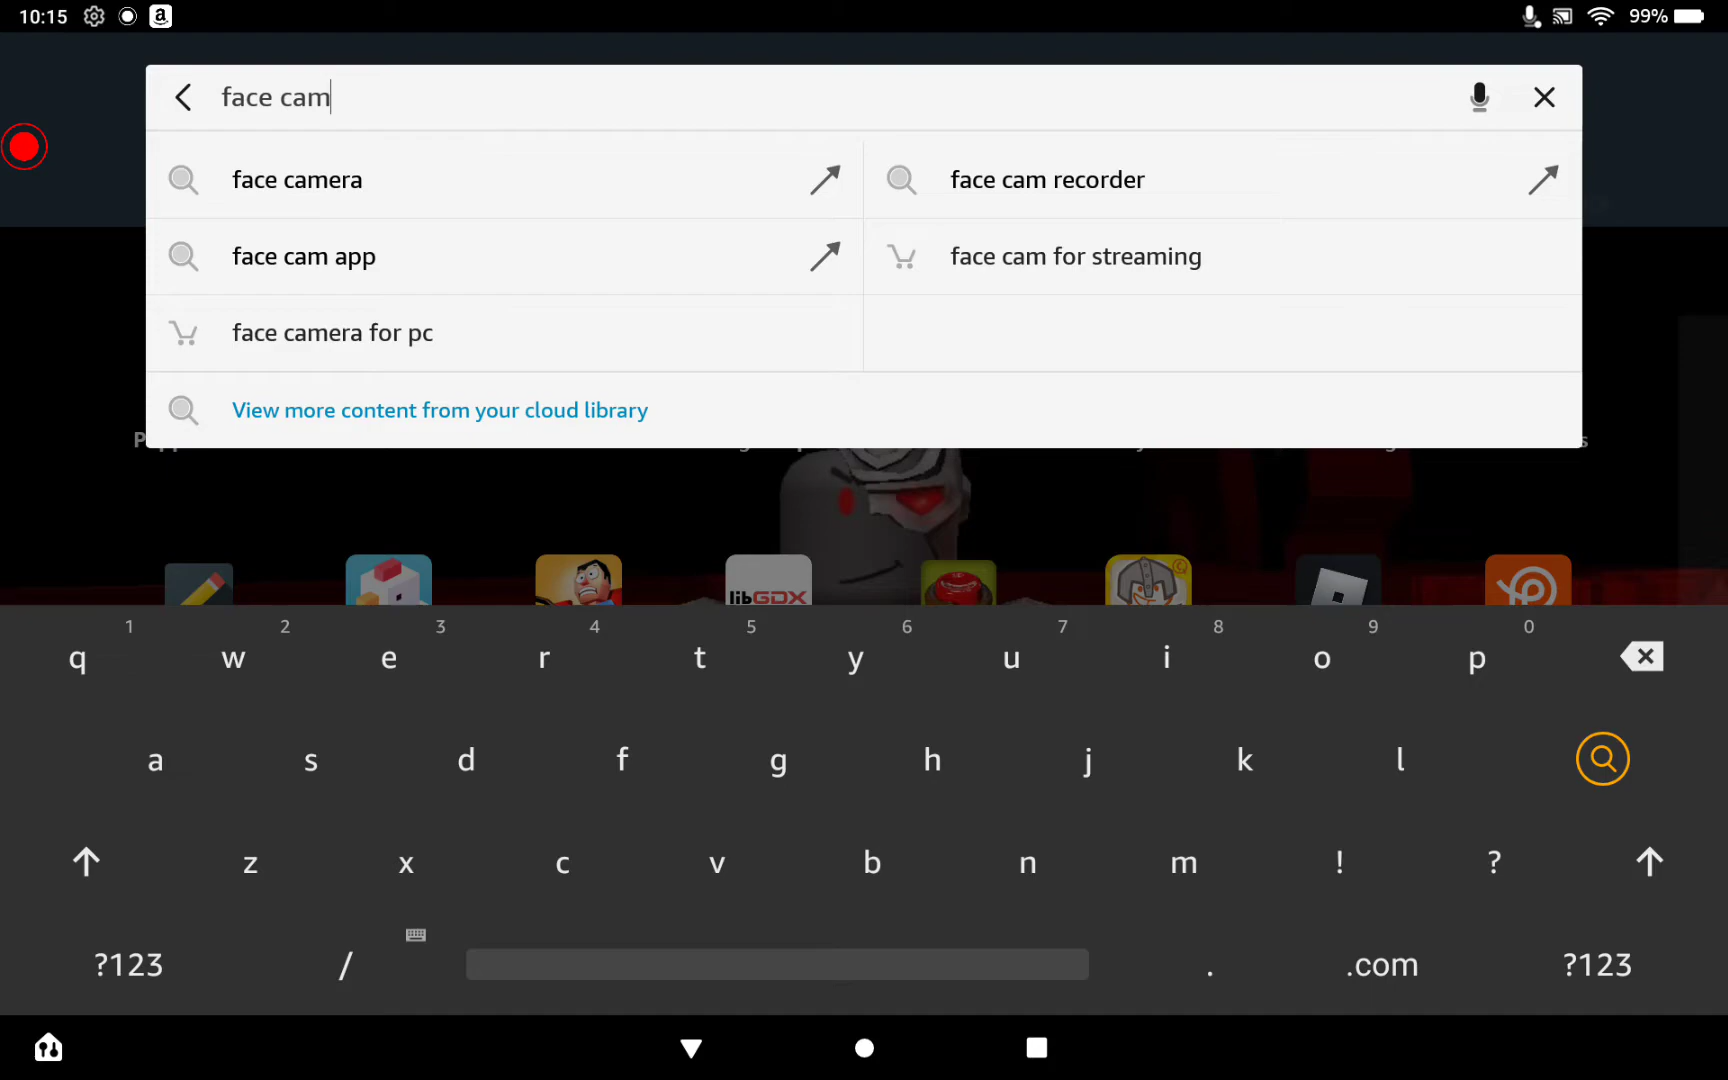 10:15
99%
face cam
face camera
face cam recorder
face cam app
face cam for streaming
face camera for pc
View more content from your cloud library
libGDX
1 2 3 4 5 6 7 8 9 0
q w e r t y u i o p
a s d f g h j k l
z x c v b n m ! ?
?123 / . .com ?123